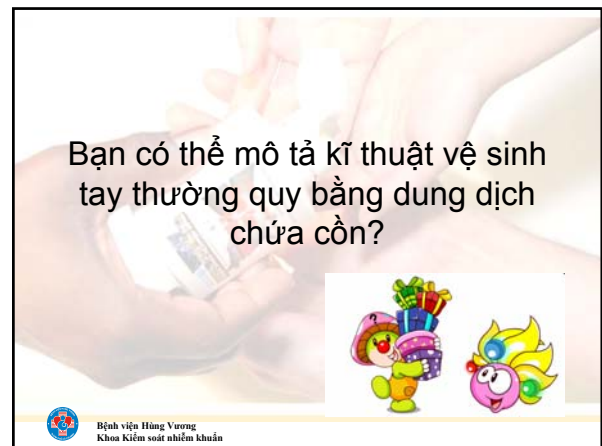 Bạn có thể mô tả kĩ thuật vệ sinh
tay thường quy bằng dung dịch
chứa cồn?
Bệnh viện Hùng Vương
Khoa Kiểm soát nhiễm khuẩn